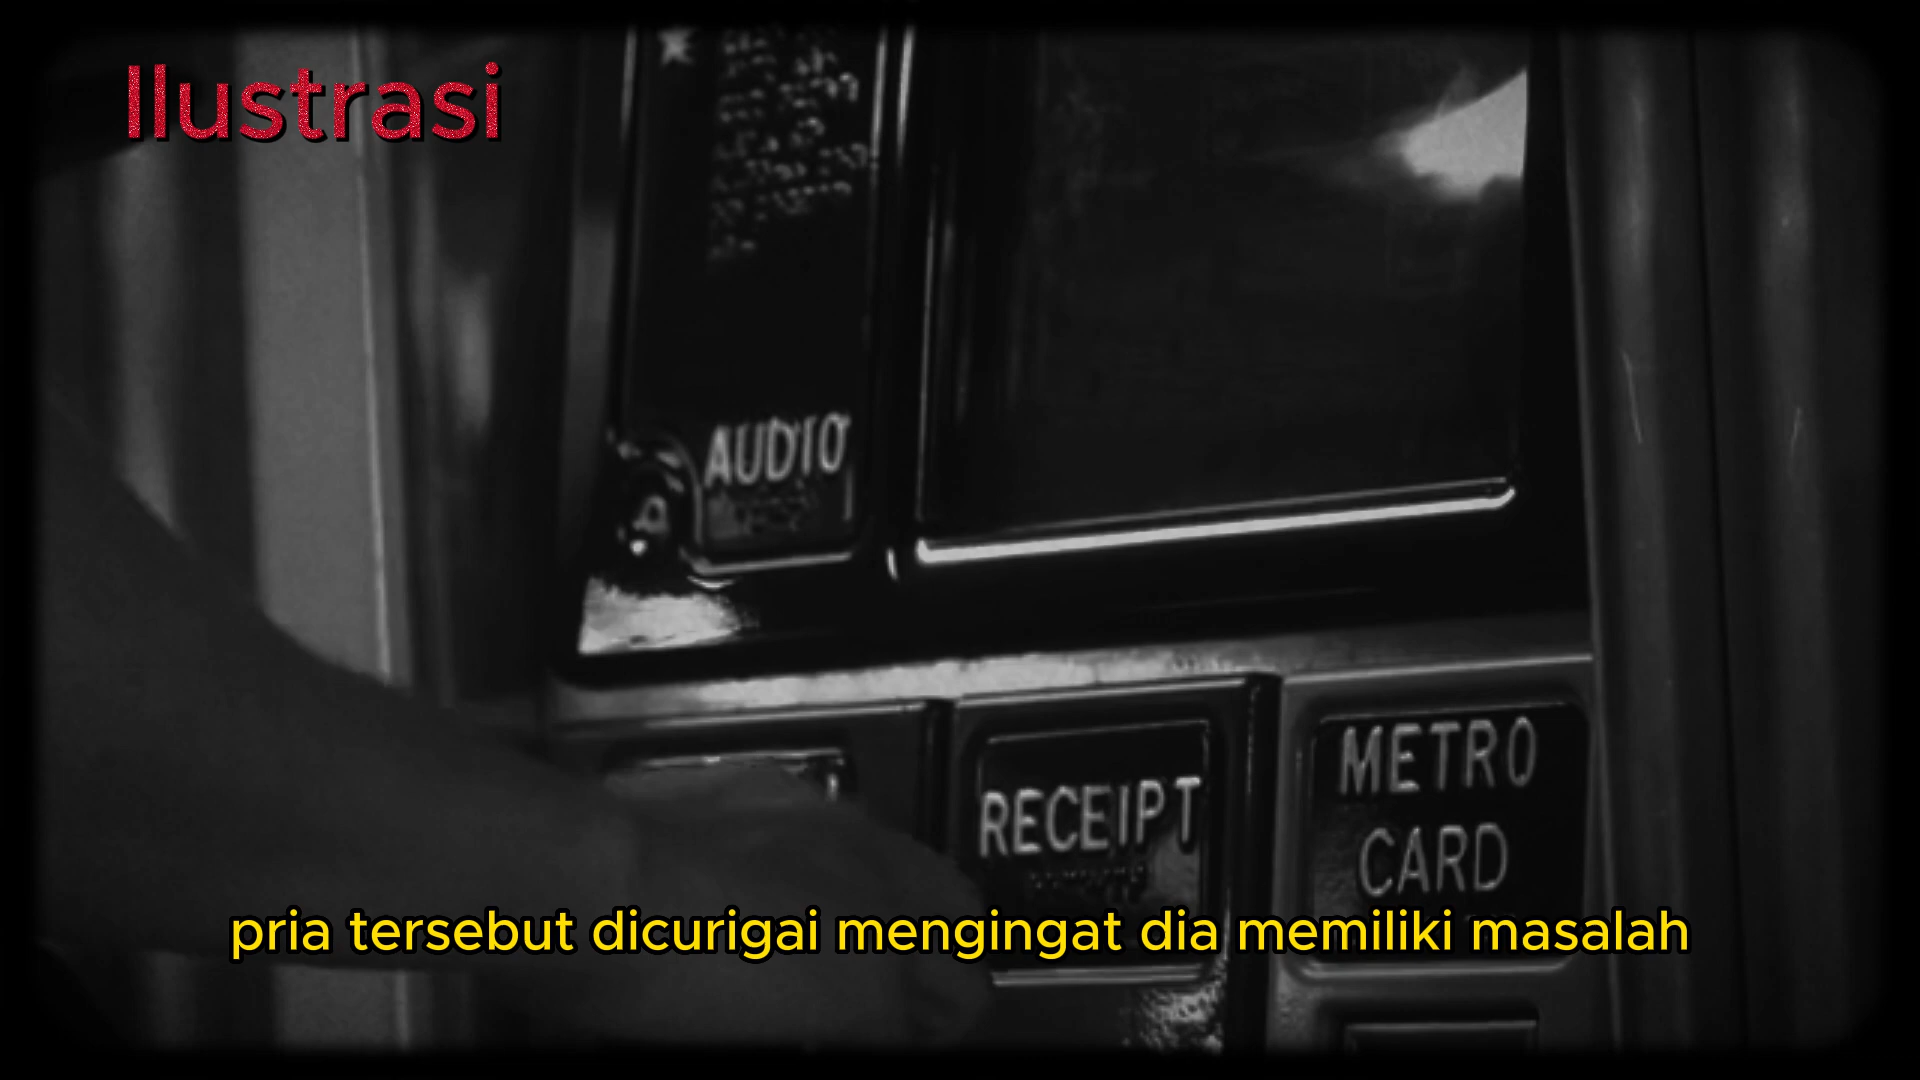 Ilustrasi
AUDIO
RECEIPT
METRO
CARD
pria tersebut dicurigai mengingat dia memiliki masalah